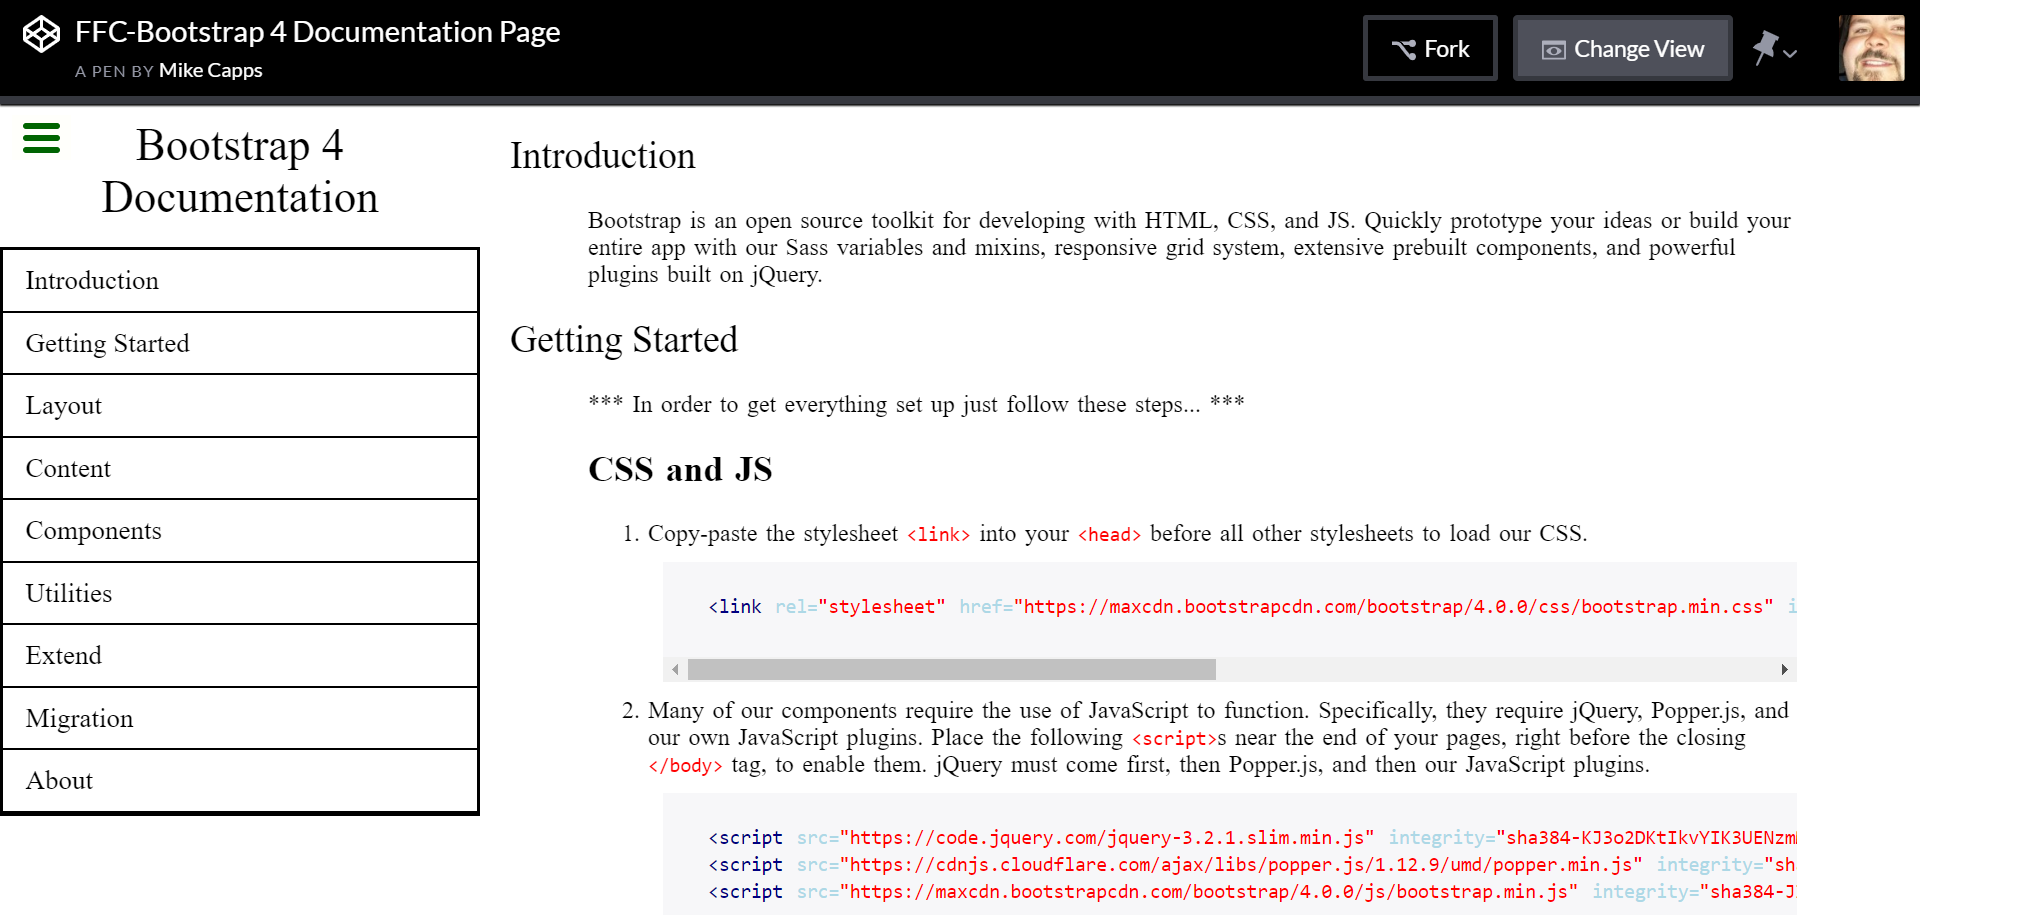 FFC-Bootstrap 4 Documentation Page
A PEN BY Mike Capps
Fork
Change View
Bootstrap 4
Documentation
Introduction
Getting Started
Layout
Content
Components
Utilities
Extend
Migration
About
Introduction
Bootstrap is an open source toolkit for developing with HTML, CSS, and JS. Quickly prototype your ideas or build your
entire app with our Sass variables and mixins, responsive grid system, extensive prebuilt components, and powerful
plugins built on jQuery.
Getting Started
*** In order to get everything set up just follow these steps... ***
CSS and JS
1. Copy-paste the stylesheet <link> into your <head> before all other stylesheets to load our CSS.
<link rel="stylesheet" href="https://maxcdn.bootstrapcdn.com/bootstrap/4.0.0/css/bootstrap.min.css" i
2. Many of our components require the use of JavaScript to function. Specifically, they require jQuery, Popper.js, and
our own JavaScript plugins. Place the following <script>s near the end of your pages, right before the closing
</body> tag, to enable them. jQuery must come first, then Popper.js, and then our JavaScript plugins.
<script src="https://code.jquery.com/jquery-3.2.1.slim.min.js" integrity="sha384-KJ3o2DKtIkvYIK3UENzm
<script src="https://cdnjs.cloudflare.com/ajax/libs/popper.js/1.12.9/umd/popper.min.js" integrity="sh
<script src="https://maxcdn.bootstrapcdn.com/bootstrap/4.0.0/js/bootstrap.min.js" integrity="sha384-J